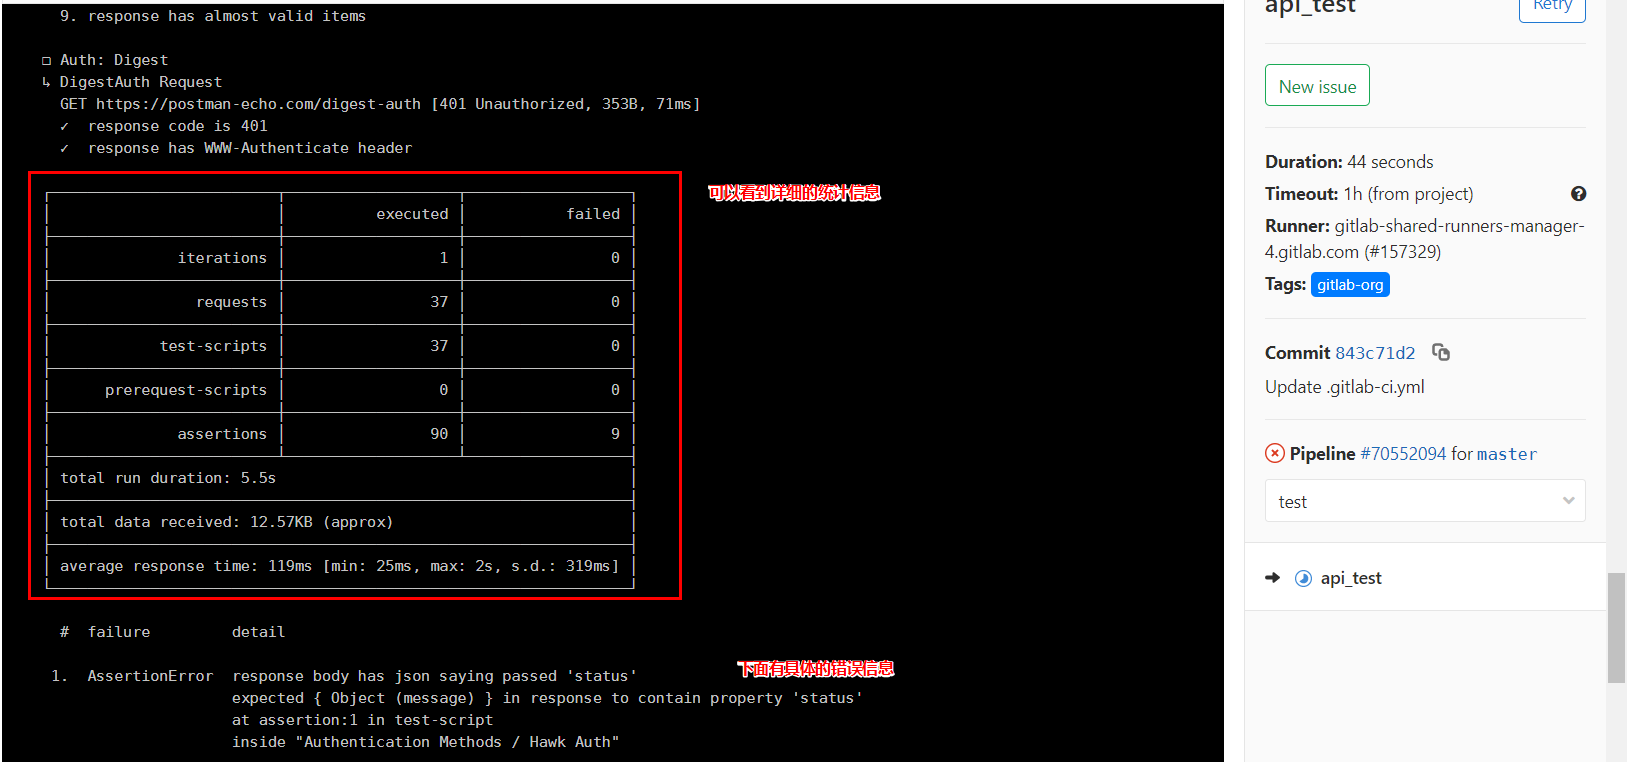 9. response has almost valid items
□ Auth: Digest
↳ DigestAuth Request
GET https://postman-echo.com/digest-auth [401 Unauthorized, 353B, 71ms]
✓ response code is 401
✓ response has WWW-Authenticate header
可以看到详细的统计信息
executed failed
iterations 1 0
requests 37 0
test-scripts 37 0
prerequest-scripts 0 0
assertions 90 9
total run duration: 5.5s
total data received: 12.57KB (approx)
average response time: 119ms [min: 25ms, max: 2s, s.d.: 319ms]
# failure detail
下面有具体的错误信息
1. AssertionError response body has json saying passed 'status'
expected { Object (message) } in response to contain property 'status'
at assertion:1 in test-script
inside "Authentication Methods / Hawk Auth"
api_test
Retry
New issue
Duration: 44 seconds
Timeout: 1h (from project)
Runner: gitlab-shared-runners-manager-
4.gitlab.com (#157329)
Tags: gitlab-org
Commit 843c71d2
Update .gitlab-ci.yml
Pipeline #70552094 for master
test
api_test